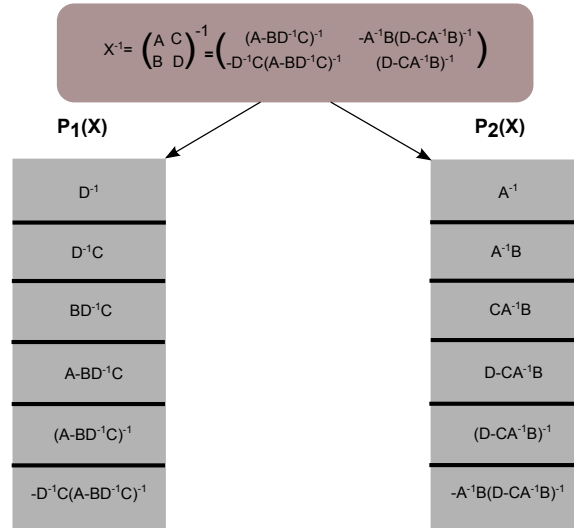 X⁻¹= (A C)⁻¹=( (A-BD⁻¹C)⁻¹ -A⁻¹B(D-CA⁻¹B)⁻¹ )
(B D) ( -D⁻¹C(A-BD⁻¹C)⁻¹ (D-CA⁻¹B)⁻¹ )
P₁(X) P₂(X)
D⁻¹
D⁻¹C
BD⁻¹C
A-BD⁻¹C
(A-BD⁻¹C)⁻¹
-D⁻¹C(A-BD⁻¹C)⁻¹
A⁻¹
A⁻¹B
CA⁻¹B
D-CA⁻¹B
(D-CA⁻¹B)⁻¹
-A⁻¹B(D-CA⁻¹B)⁻¹